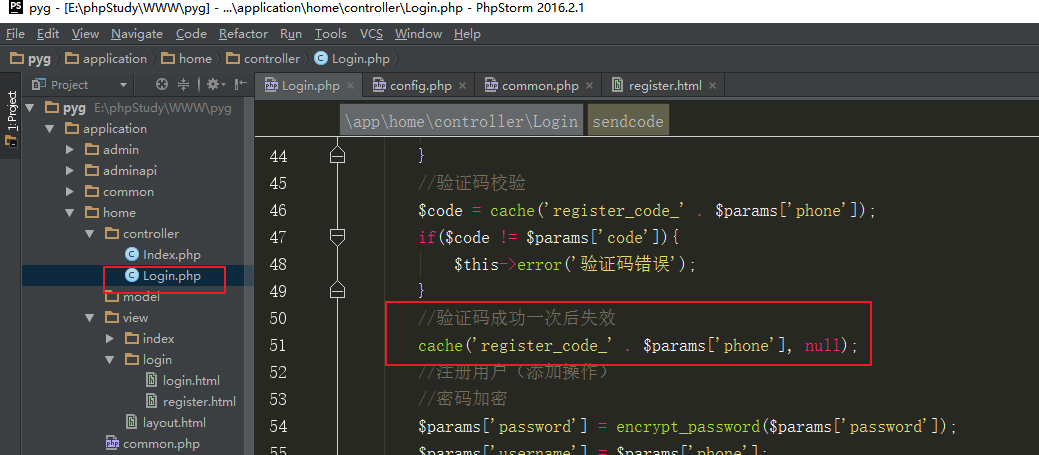 pyg - [E:\phpStudy\WWW\pyg] - ...\application\home\controller\Login.php - PhpStorm 2016.2.1
File Edit View Navigate Code Refactor Run Tools VCS Window Help
pyg application home controller Login.php
Project
Login.php × config.php × common.php × register.html ×
1: Project
pyg E:\phpStudy\WWW\pyg
application
admin
adminapi
common
home
controller
Index.php
Login.php
model
view
index
login
login.html
register.html
layout.html
common.php
\app\home\controller\Login sendcode
44 }
45 //验证码校验
46 $code = cache('register_code_' . $params['phone']);
47 if($code != $params['code']){
48 $this->error('验证码错误');
49 }
50 //验证码成功一次后失效
51 cache('register_code_' . $params['phone'], null);
52 //注册用户（添加操作）
53 //密码加密
54 $params['password'] = encrypt_password($params['password']);
55 $params['username'] = $params['phone'];